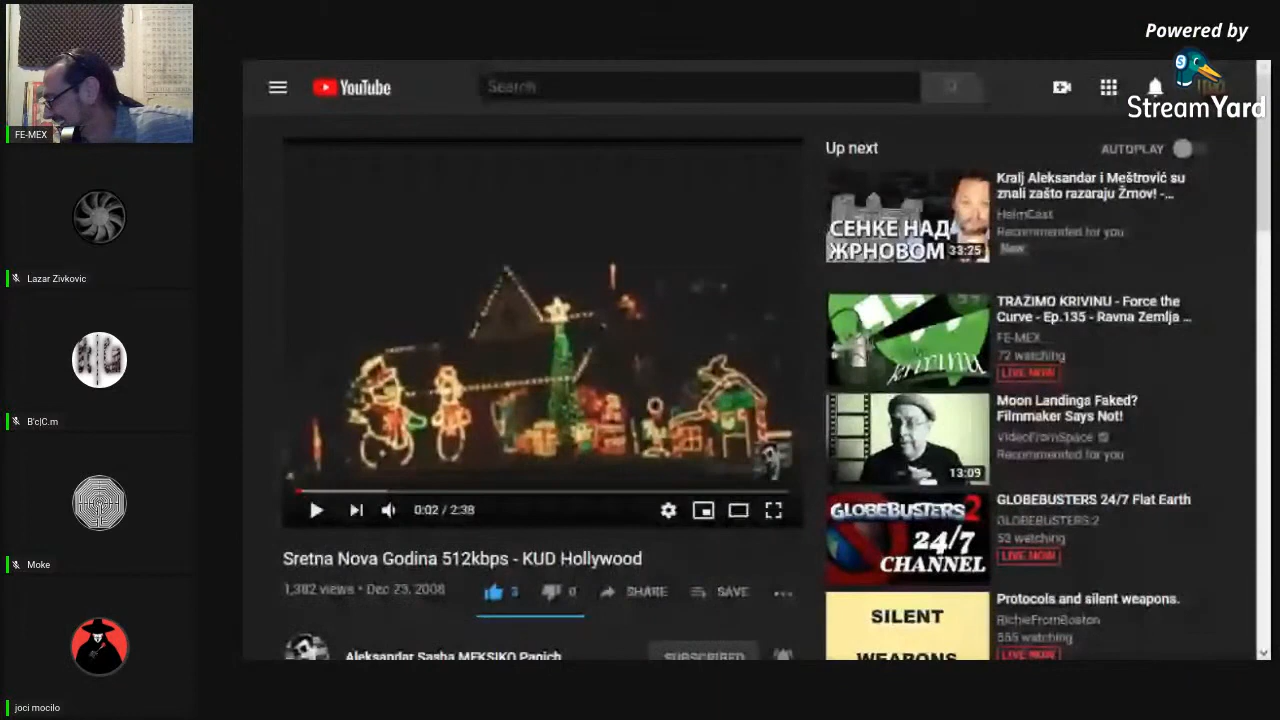 Powered by
StreamYard
FE-MEX
Lazar Zivkovic
B'c|C.m
Moke
joci mocilo
YouTube
Search
0:02 / 2:38
Sretna Nova Godina 512kbps - KUD Hollywood
1,382 views • Dec 23, 2008
3
0
SHARE
SAVE
Aleksandar Sasha MEKSIKO Panich
SUBSCRIBED
Up next
AUTOPLAY
СЕНКЕ НАД
ЖРНОВОМ
33:25
Kralj Aleksandar i Meštrović su
znali zašto razaraju Žrnov! -...
HelmCast
Recommended for you
New
krivinu
TRAŽIMO KRIVINU - Force the
Curve - Ep.135 - Ravna Zemlja ...
FE-MEX
72 watching
LIVE NOW
13:09
Moon Landings Faked?
Filmmaker Says Not!
VideoFromSpace
Recommended for you
GLOBEBUSTERS 2
24/7
CHANNEL
GLOBEBUSTERS 24/7 Flat Earth
GLOBEBUSTERS 2
53 watching
LIVE NOW
SILENT
WEAPONS
Protocols and silent weapons.
RichieFromBoston
555 watching
LIVE NOW